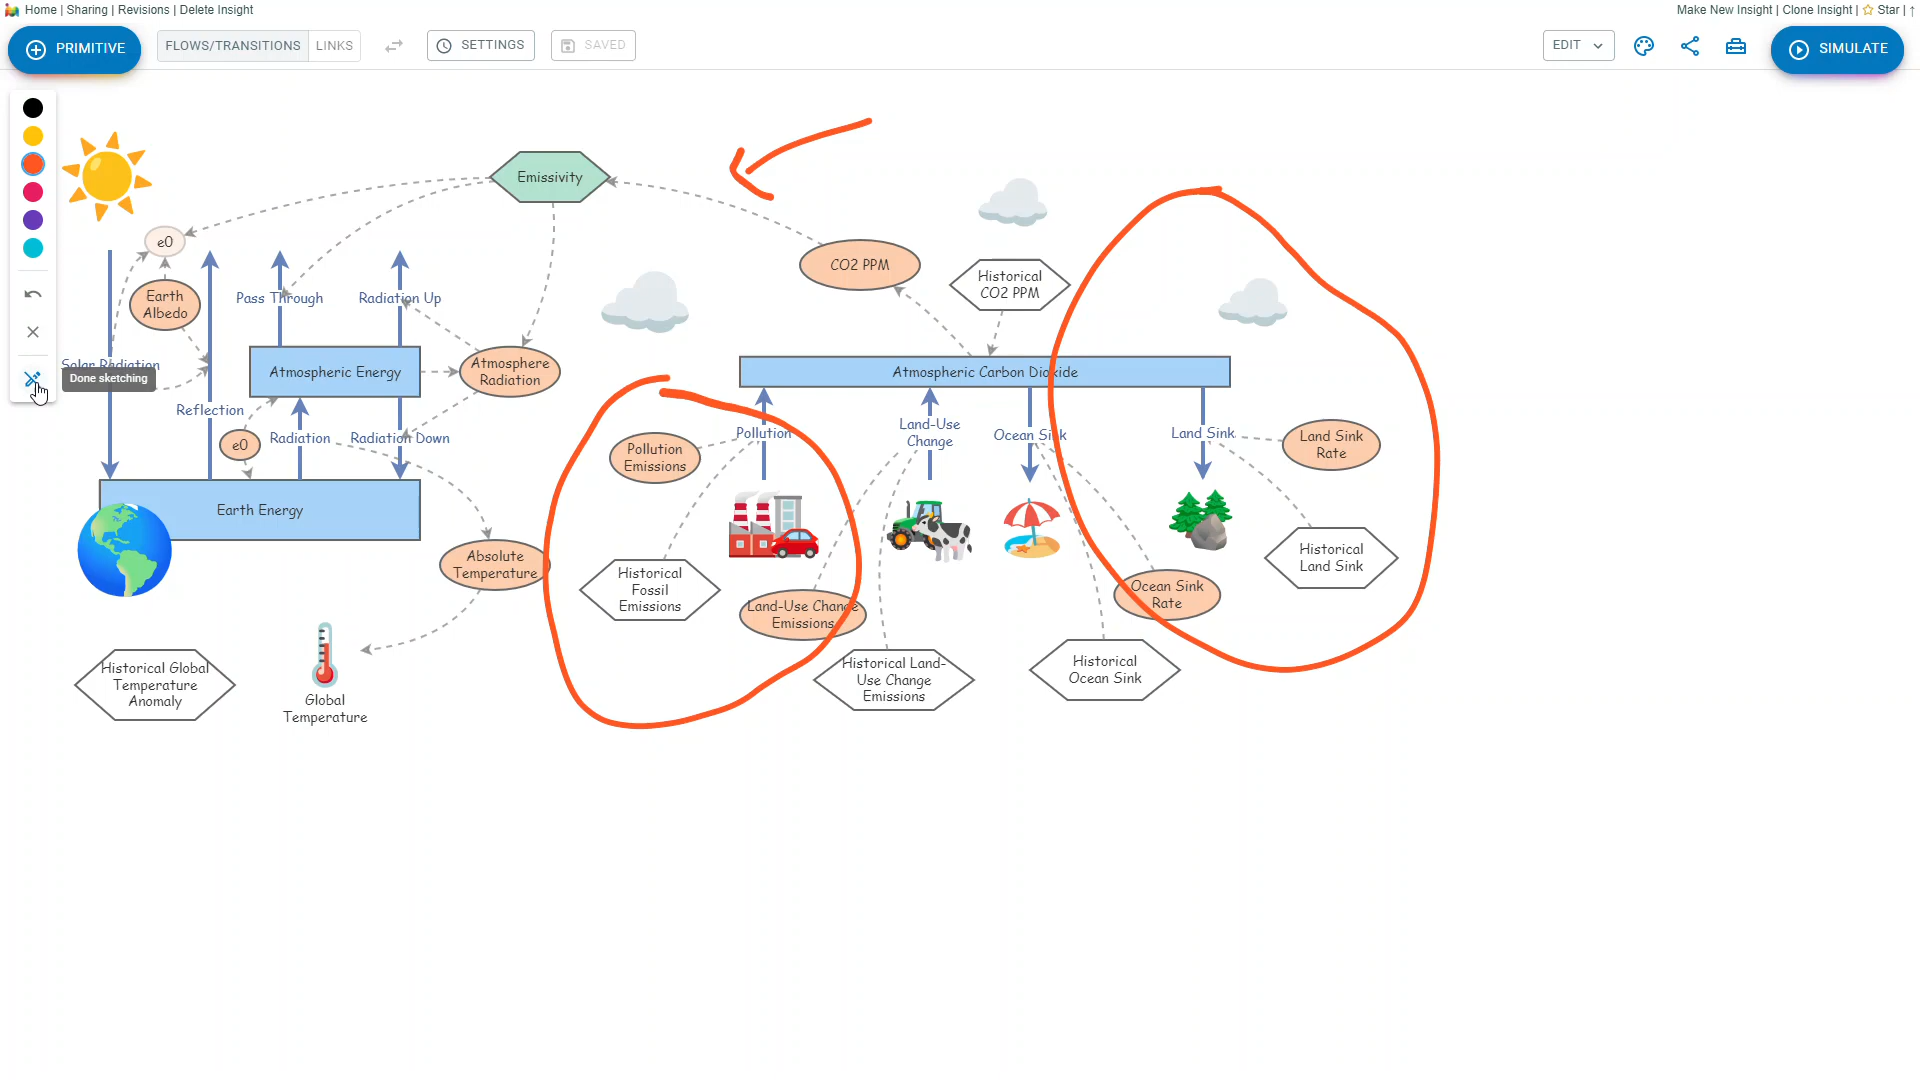 Home | Sharing | Revisions | Delete Insight
Make New Insight | Clone Insight | Star |
PRIMITIVE
FLOWS/TRANSITIONS
LINKS
SETTINGS
SAVED
EDIT
SIMULATE
Emissivity
e0
CO2 PPM
Historical
CO2 PPM
Earth
Albedo
Pass Through
Radiation Up
Solar Radiation
Done sketching
Atmospheric Energy
Atmosphere
Radiation
Atmospheric Carbon Dioxide
Reflection
e0
Radiation
Radiation Down
Pollution
Land-Use
Change
Ocean Sink
Land Sink
Land Sink
Rate
Pollution
Emissions
Earth Energy
Absolute
Temperature
Historical
Fossil
Emissions
Land-Use Change
Emissions
Ocean Sink
Rate
Historical
Land Sink
Historical Global
Temperature
Anomaly
Global
Temperature
Historical Land-
Use Change
Emissions
Historical
Ocean Sink